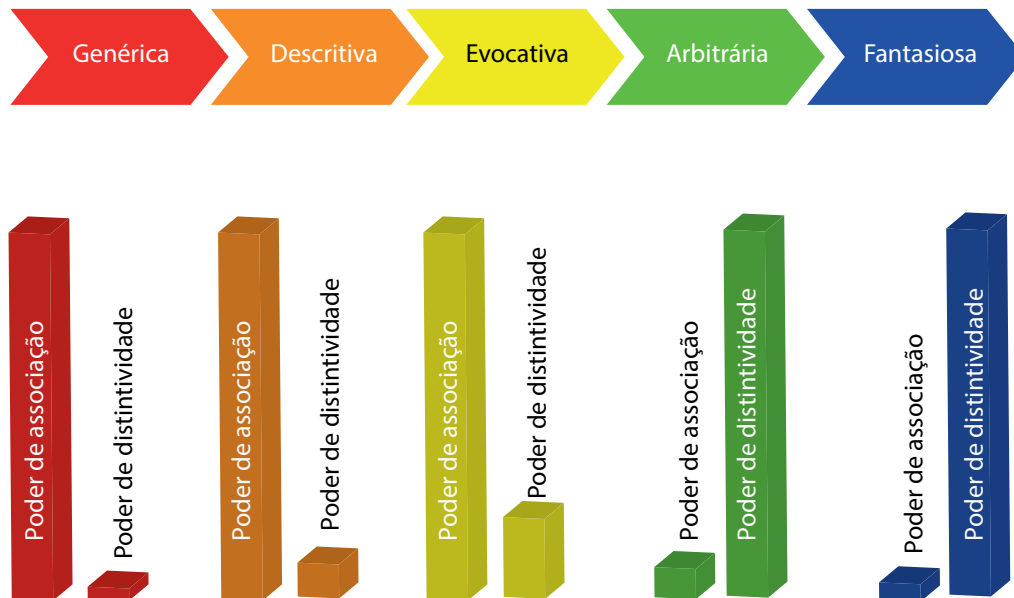 Genérica
Descritiva
Evocativa
Arbitrária
Fantasiosa
Poder de associação
Poder de distintividade
Poder de associação
Poder de distintividade
Poder de associação
Poder de distintividade
Poder de associação
Poder de distintividade
Poder de associação
Poder de distintividade